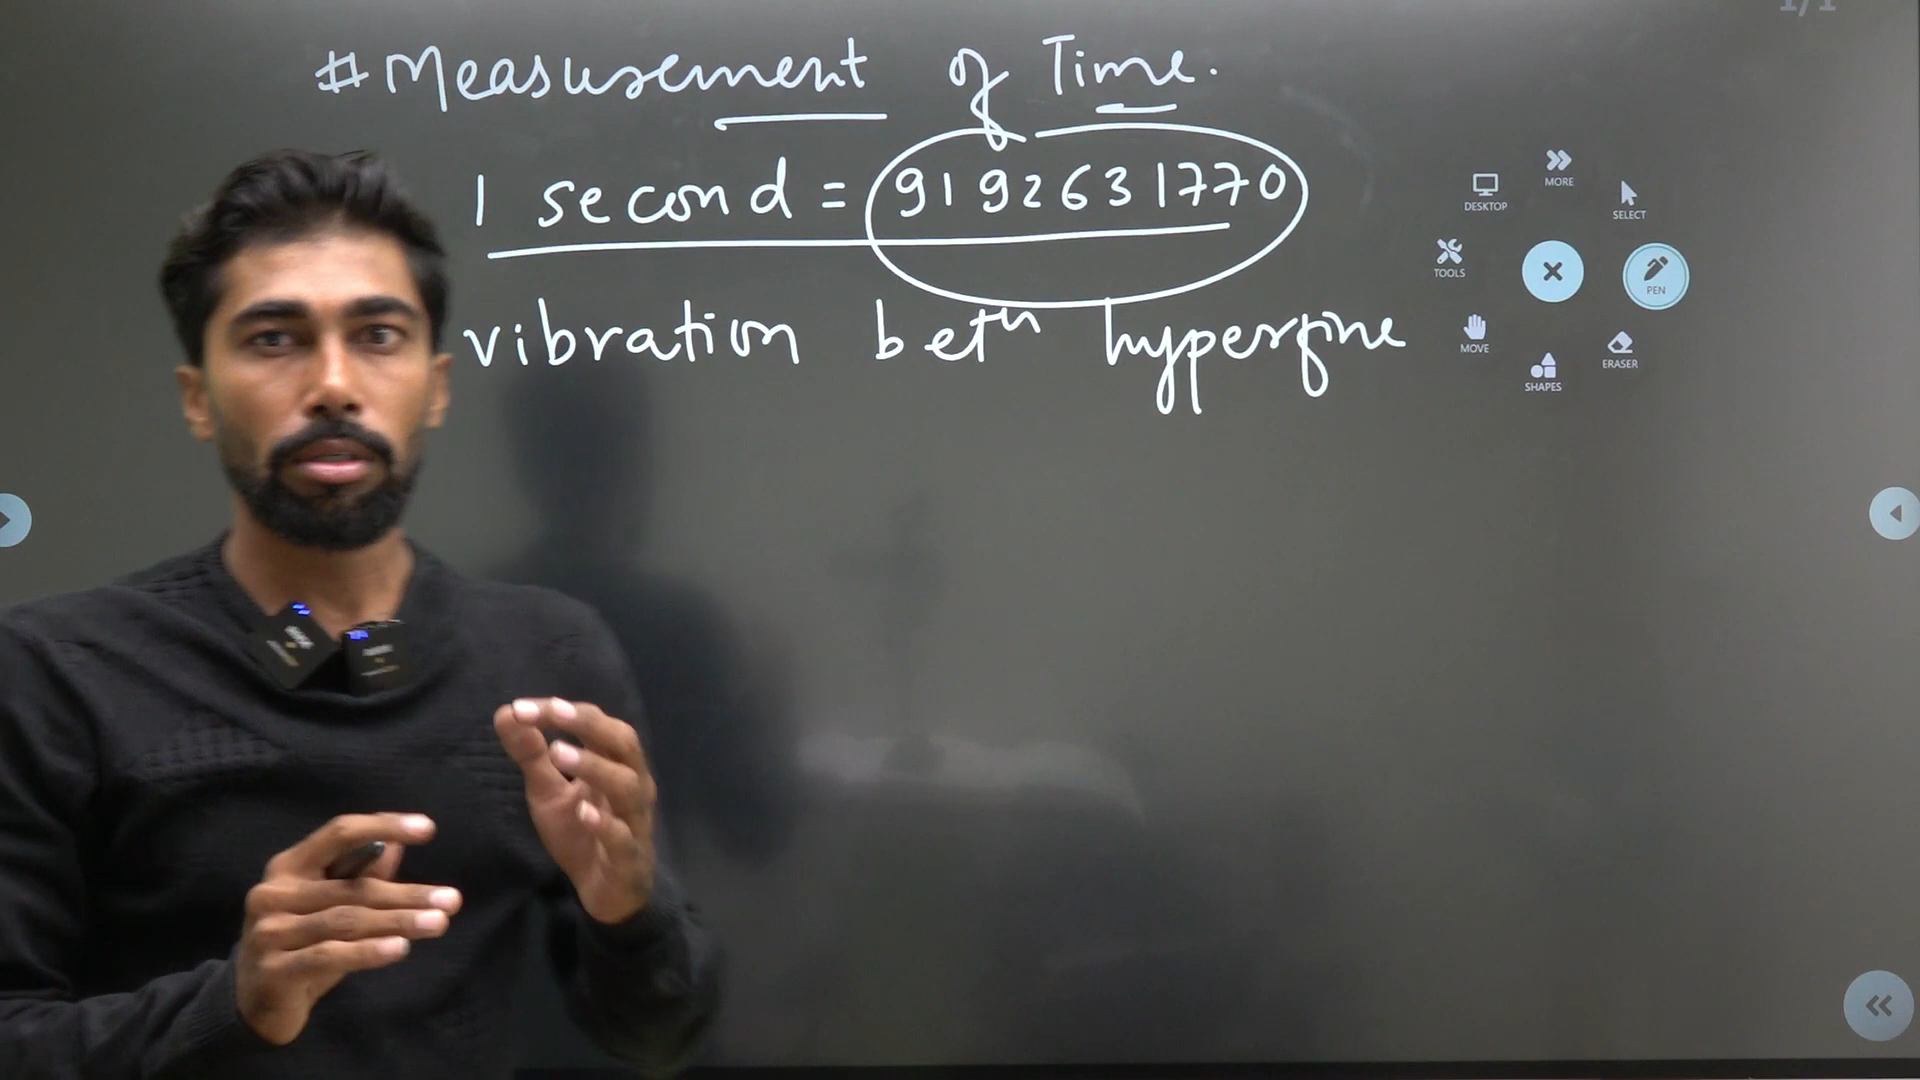 # Measurement of Time.
1 second = 9192631770
vibration betⁿ hyperfine
MORE
DESKTOP
SELECT
TOOLS
PEN
MOVE
ERASER
SHAPES